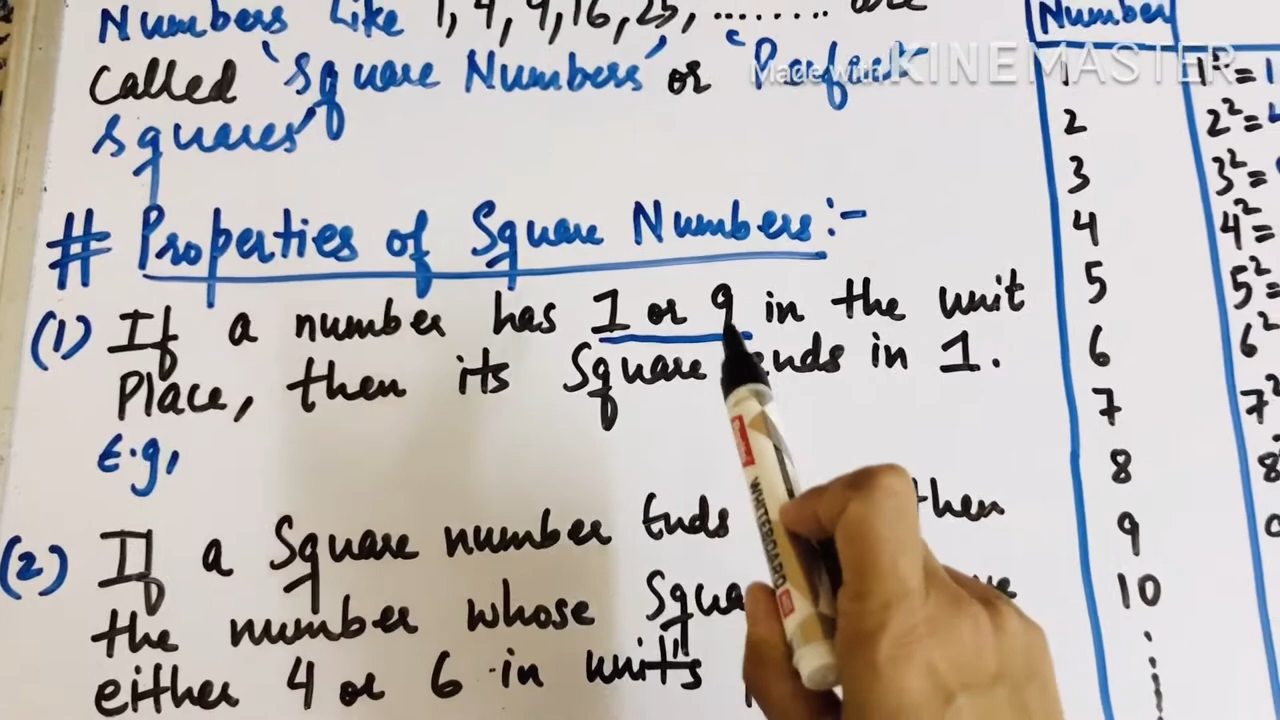 Numbers Like 1, 4, 9, 16, 25, ........ are
called 'Square Numbers' or 'Perfect
squares'
# Properties of Square Numbers:-
(1) If a number has 1 or 9 in the unit
Place, then its Square ends in 1.
E.g,
(2) If a Square number Ends then
the number whose
either 4 or 6 in unit's
Number
1 1² = 1
2 2² =
3 3² =
4 4² =
5 5² =
6 6²
7 7²
8 8
9
10
Made with KINEMASTER
WHITEBOARD